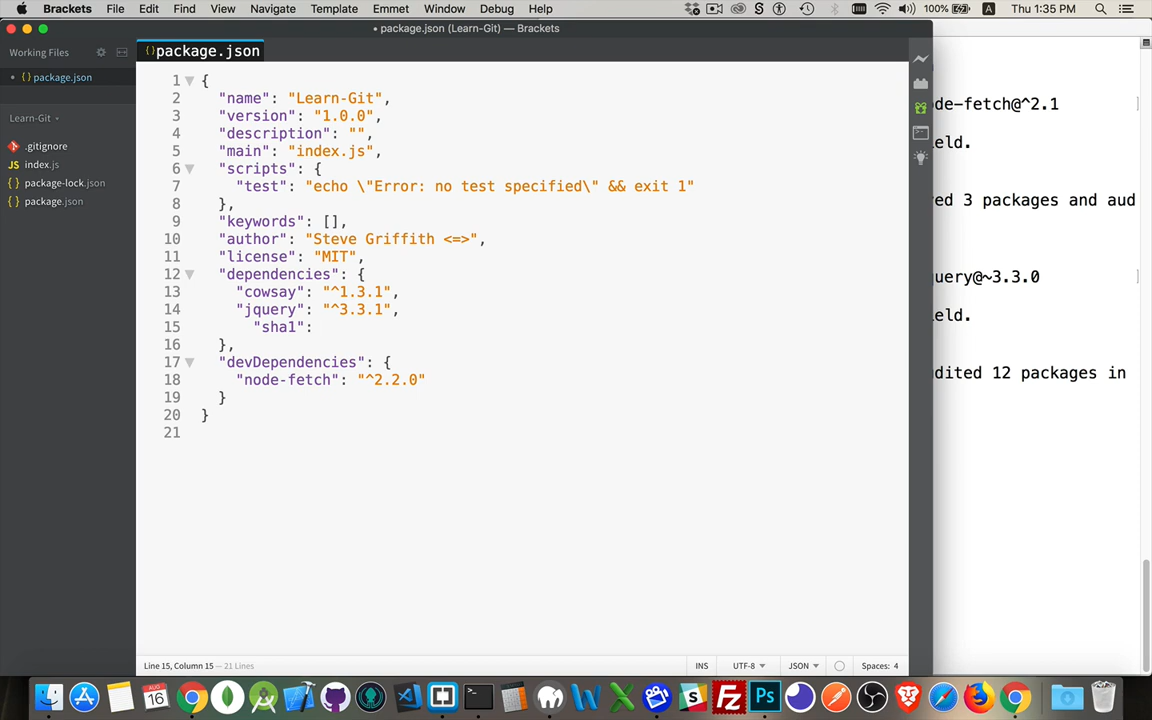 Brackets File Edit Find View Navigate Template Emmet Window Debug Help 100% A Thu 1:35 PM
• package.json (Learn-Git) — Brackets
Working Files
{} package.json
• {} package.json
Learn-Git
.gitignore
JS index.js
{} package-lock.json
{} package.json
1 {
2 "name": "Learn-Git",
3 "version": "1.0.0",
4 "description": "",
5 "main": "index.js",
6 "scripts": {
7 "test": "echo \"Error: no test specified\" && exit 1"
8 },
9 "keywords": [],
10 "author": "Steve Griffith <=>",
11 "license": "MIT",
12 "dependencies": {
13 "cowsay": "^1.3.1",
14 "jquery": "^3.3.1",
15 "sha1":
16 },
17 "devDependencies": {
18 "node-fetch": "^2.2.0"
19 }
20 }
21
de-fetch@^2.1
eld.
ed 3 packages and aud
uery@~3.3.0
eld.
dited 12 packages in
Line 15, Column 15 — 21 Lines
INS UTF-8 JSON Spaces: 4
AUG
16
Fz
Ps